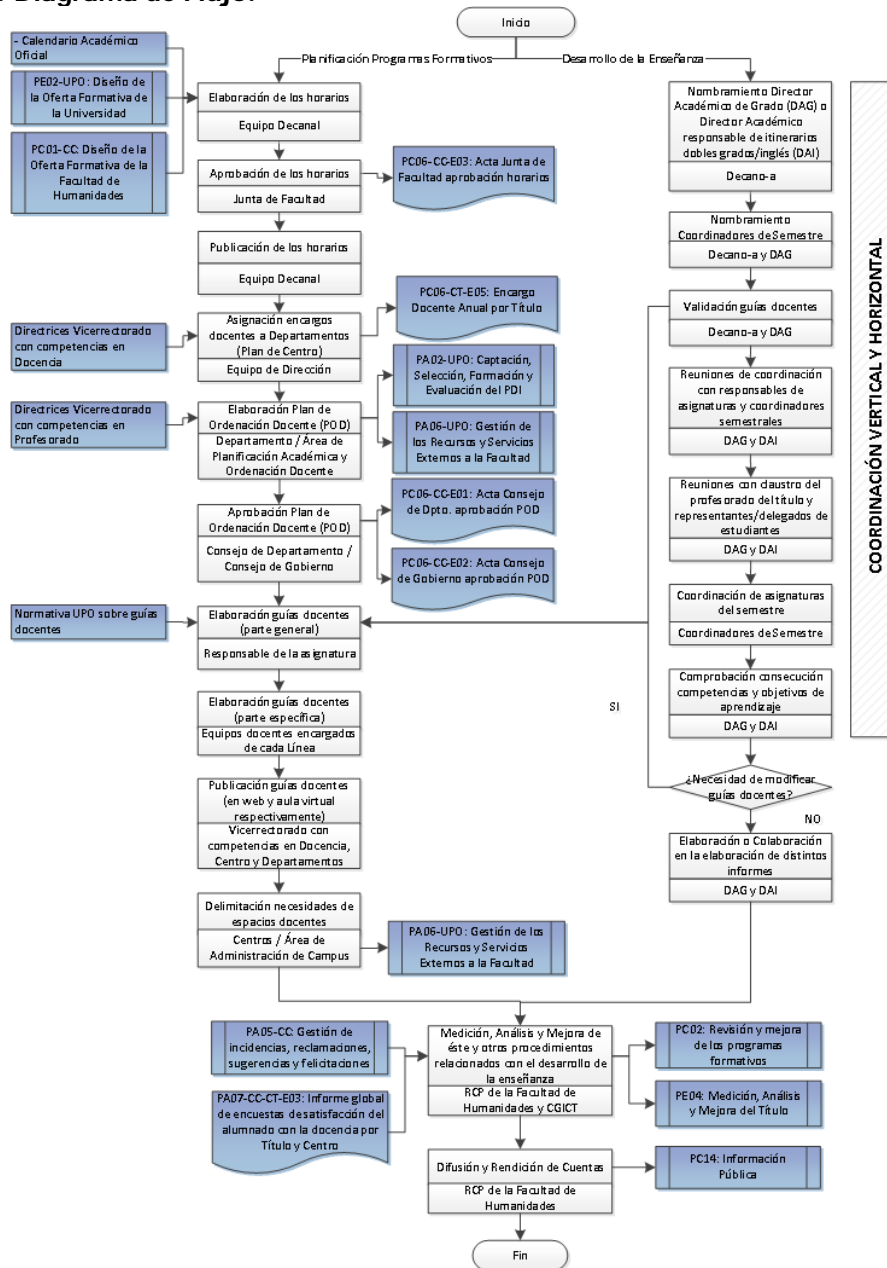 Diagrama de Flujo:
Inicio
Planificación Programas Formativos
Desarrollo de la Enseñanza
- Calendario Académico
Oficial
PE02-UPO: Diseño de
la Oferta Formativa de
la Universidad
PC01-CC: Diseño de la
Oferta Formativa de la
Facultad de
Humanidades
Elaboración de los horarios
Equipo Decanal
Aprobación de los horarios
Junta de Facultad
PC06-CC-E03: Acta Junta de
Facultad aprobación horarios
Publicación de los horarios
Equipo Decanal
Asignación encargos
docentes a Departamentos
(Plan de Centro)
Equipo de Dirección
PC06-CT-E05: Encargo
Docente Anual por Título
Directrices Vicerrectorado
con competencias en
Docencia
PA02-UPO: Captación,
Selección, Formación y
Evaluación del PDI
Directrices Vicerrectorado
con competencias en
Profesorado
Elaboración Plan de
Ordenación Docente (POD)
Departamento / Área de
Planificación Académica y
Ordenación Docente
PA06-UPO: Gestión de
los Recursos y Servicios
Externos a la Facultad
Aprobación Plan de
Ordenación Docente (POD)
Consejo de Departamento /
Consejo de Gobierno
PC06-CC-E01: Acta Consejo
de Dpto. aprobación POD
PC06-CC-E02: Acta Consejo
de Gobierno aprobación POD
Normativa UPO sobre guías
docentes
Elaboración guías docentes
(parte general)
Responsable de la asignatura
Elaboración guías docentes
(parte específica)
Equipos docentes encargados
de cada Línea
Publicación guías docentes
(en web y aula virtual
respectivamente)
Vicerrectorado con
competencias en Docencia,
Centro y Departamentos
Delimitación necesidades de
espacios docentes
Centros / Área de
Administración de Campus
PA06-UPO: Gestión de los
Recursos y Servicios
Externos a la Facultad
Nombramiento Director
Académico de Grado (DAG) o
Director Académico
responsable de itinerarios
dobles grados/inglés (DAI)
Decano-a
Nombramiento
Coordinadores de Semestre
Decano-a y DAG
Validación guías docentes
Decano-a y DAG
Reuniones de coordinación
con responsables de
asignaturas y coordinadores
semestrales
DAG y DAI
Reuniones con claustro del
profesorado del título y
representantes/delegados de
estudiantes
DAG y DAI
Coordinación de asignaturas
del semestre
Coordinadores de Semestre
Comprobación consecución
competencias y objetivos de
aprendizaje
DAG y DAI
¿Necesidad de modificar
guías docentes?
SI
NO
Elaboración o Colaboración
en la elaboración de distintos
informes
DAG y DAI
COORDINACIÓN VERTICAL Y HORIZONTAL
PA05-CC: Gestión de
incidencias, reclamaciones,
sugerencias y felicitaciones
PA07-CC-CT-E03: Informe global
de encuestas de satisfacción del
alumnado con la docencia por
Título y Centro
Medición, Análisis y Mejora de
éste y otros procedimientos
relacionados con el desarrollo de
la enseñanza
RCP de la Facultad de
Humanidades y CGICT
PC02: Revisión y mejora
de los programas
formativos
PE04: Medición, Análisis
y Mejora del Título
Difusión y Rendición de Cuentas
RCP de la Facultad de
Humanidades
PC14: Información
Pública
Fin